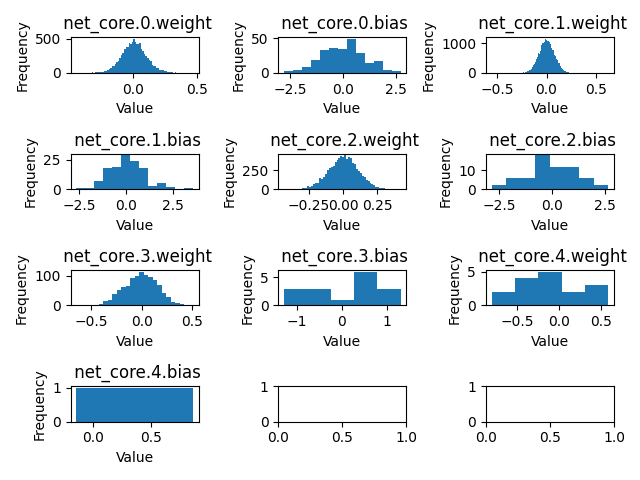 net_core.0.weight
500
0
0.0
0.5
Frequency
Value
net_core.0.bias
50
0
−2.5
0.0
2.5
Frequency
Value
net_core.1.weight
1000
0
−0.5
0.0
0.5
Frequency
Value
net_core.1.bias
25
0
−2.5
0.0
2.5
Frequency
Value
net_core.2.weight
250
0
−0.25
0.00
0.25
Frequency
Value
net_core.2.bias
10
0
−2.5
0.0
2.5
Frequency
Value
net_core.3.weight
100
0
−0.5
0.0
0.5
Frequency
Value
net_core.3.bias
5
0
−1
0
1
Frequency
Value
net_core.4.weight
5
0
−0.5
0.0
0.5
Frequency
Value
net_core.4.bias
1
0
0.0
0.5
Frequency
Value
1
0
0.0
0.5
1.0
1
0
0.0
0.5
1.0